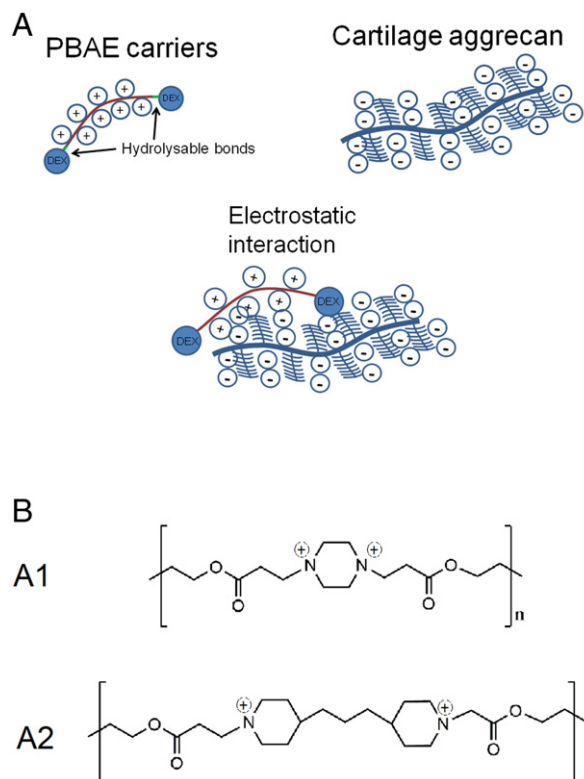 A
PBAE carriers
Cartilage aggrecan
DEX
Hydrolysable bonds
DEX
Electrostatic
interaction
DEX
DEX
B
A1
O
O
N
N
O
O
n
A2
O
O
N
N
O
O